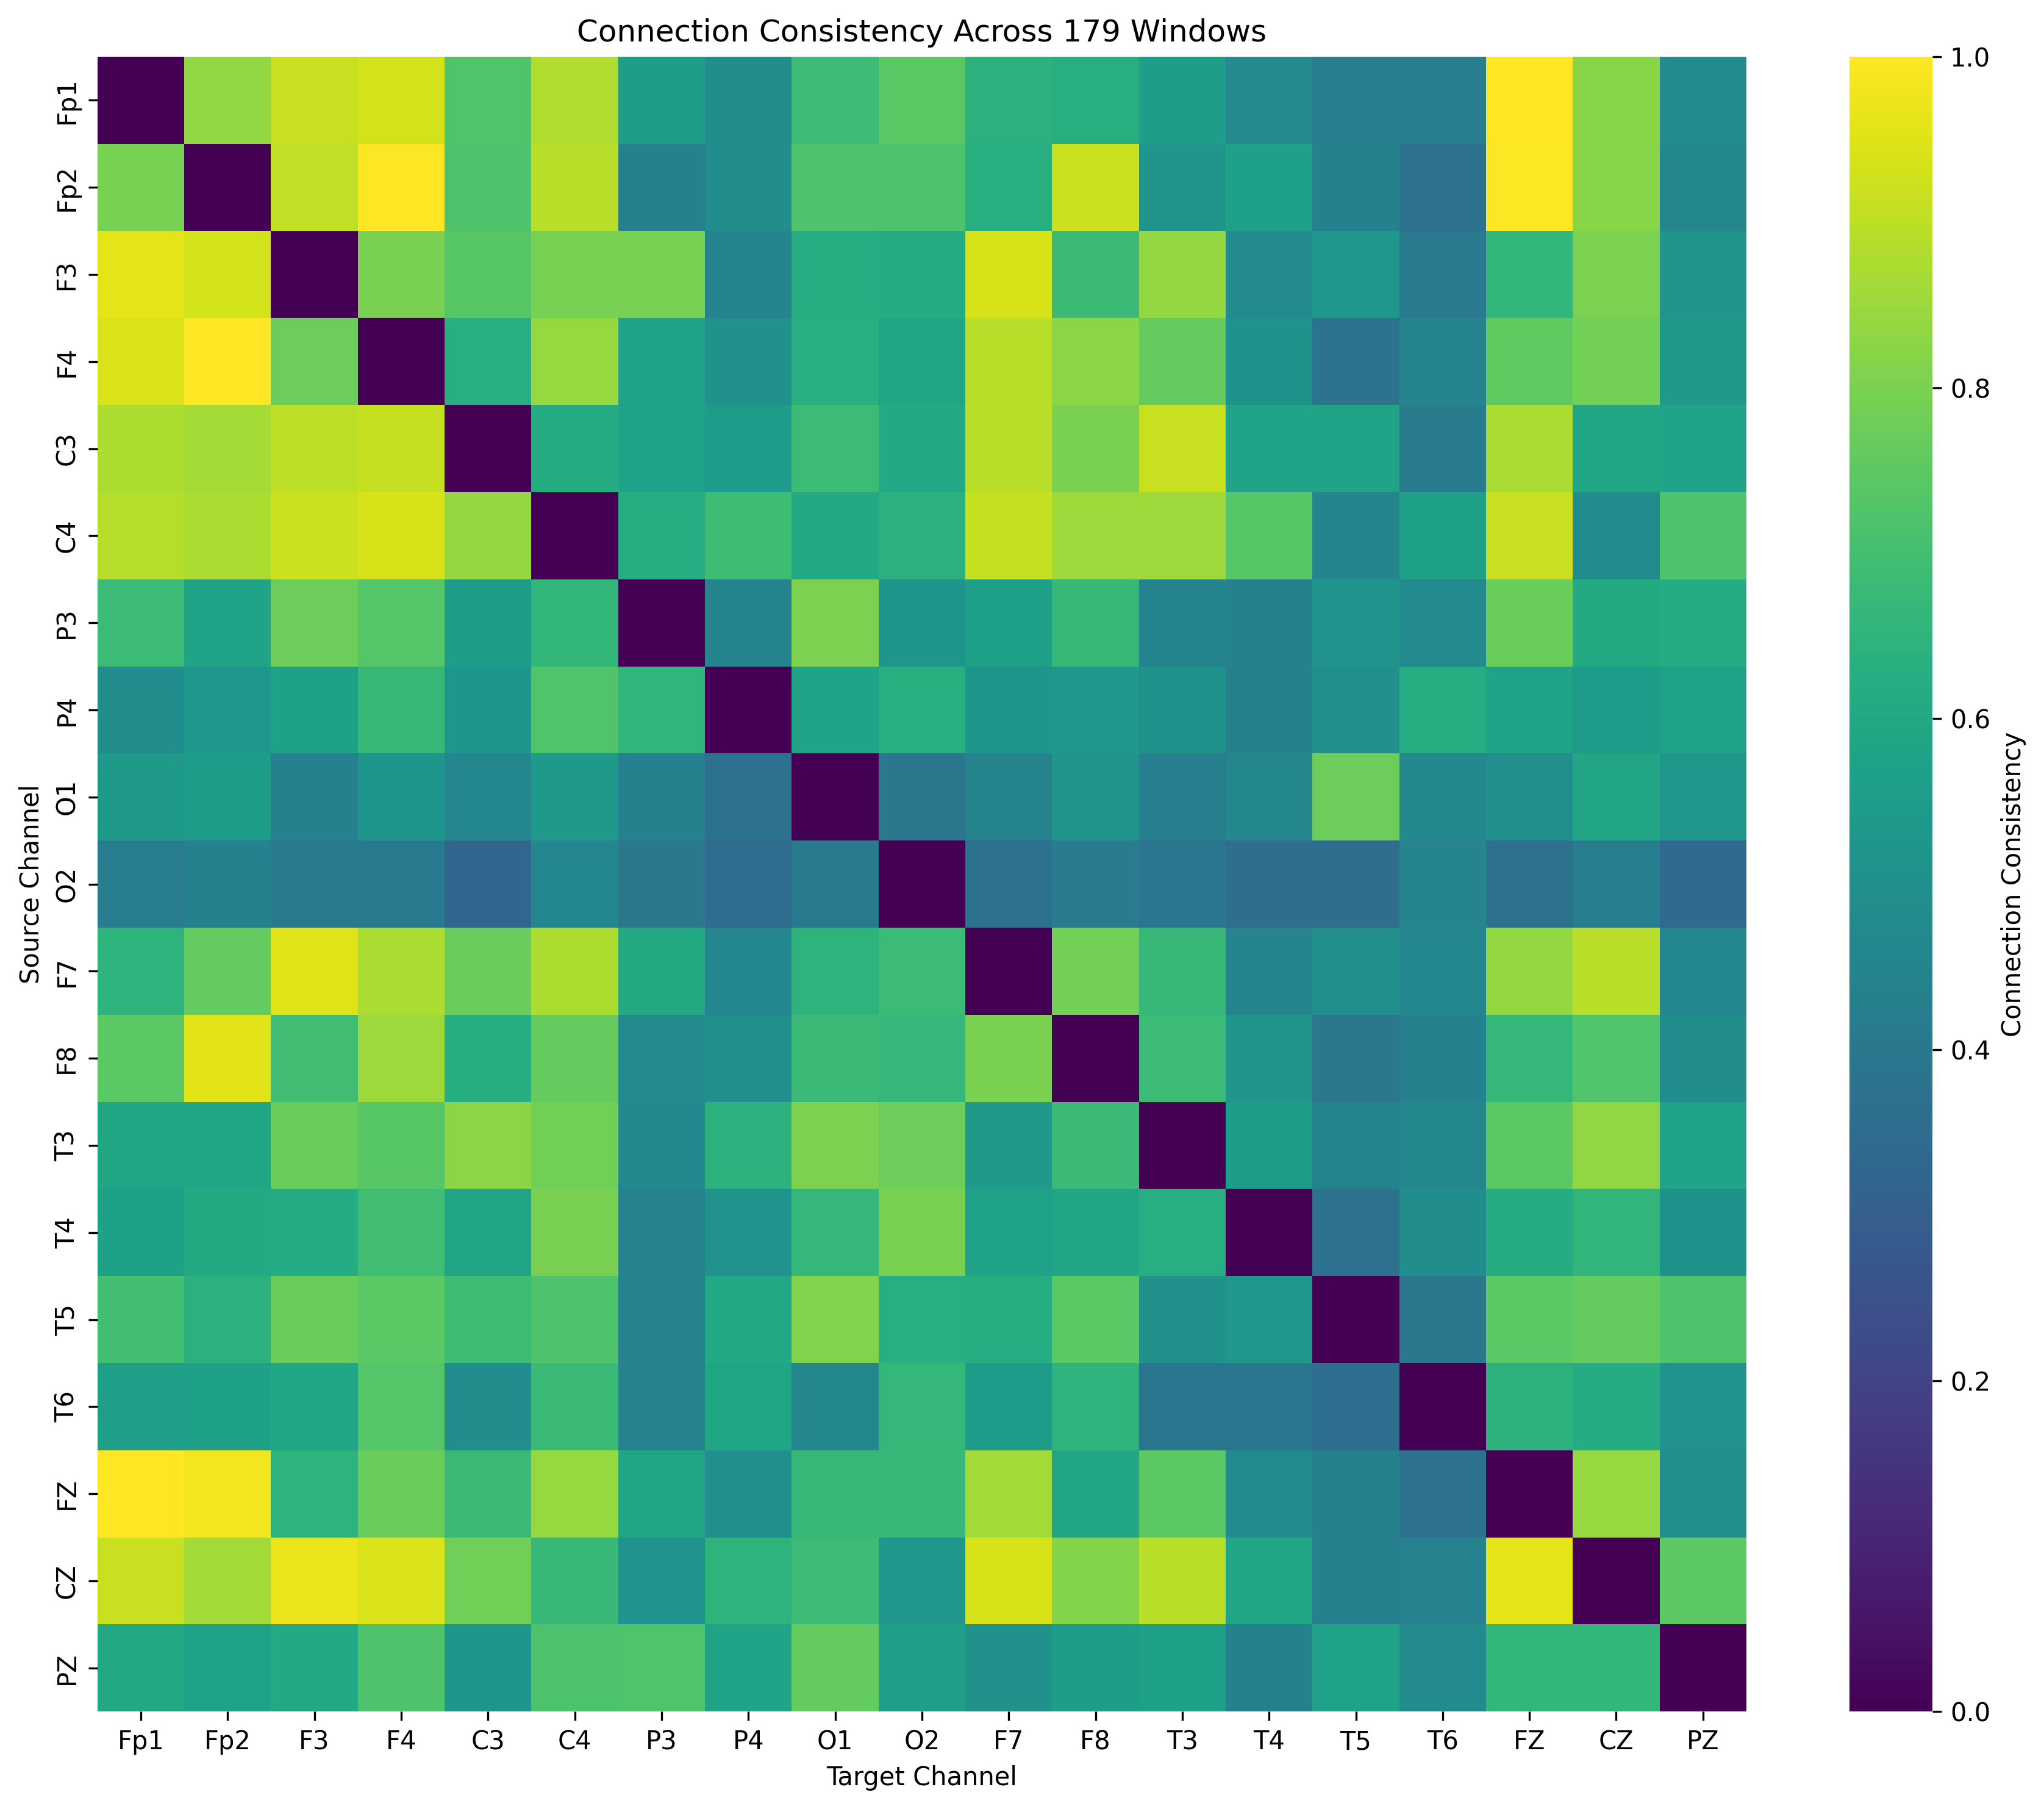 Connection Consistency Across 179 Windows
Source Channel
Fp1
Fp2
F3
F4
C3
C4
P3
P4
O1
O2
F7
F8
T3
T4
T5
T6
FZ
CZ
PZ
Fp1 Fp2 F3 F4 C3 C4 P3 P4 O1 O2 F7 F8 T3 T4 T5 T6 FZ CZ PZ
Target Channel
1.0
0.8
0.6
0.4
0.2
0.0
Connection Consistency